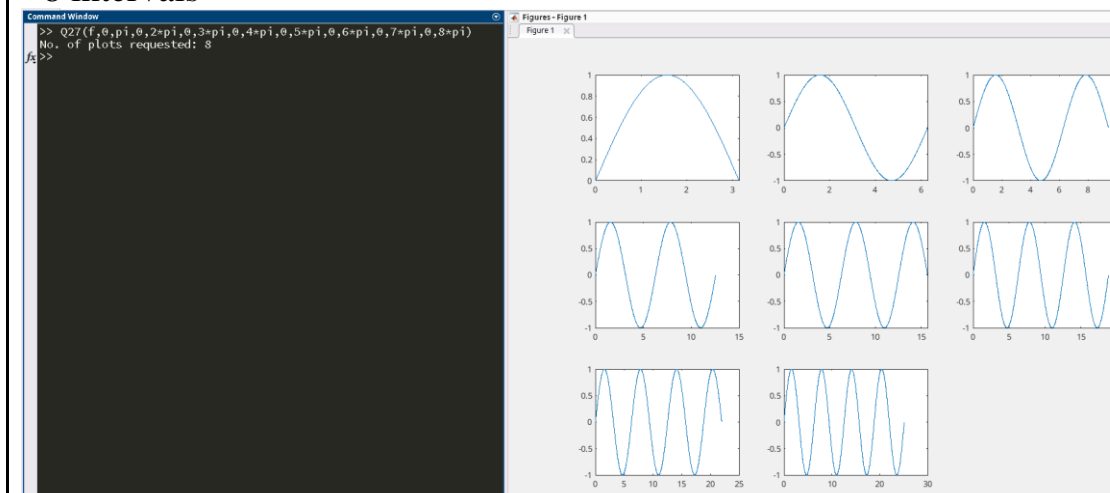 Command Window
>> Q27(f,0,pi,0,2*pi,0,3*pi,0,4*pi,0,5*pi,0,6*pi,0,7*pi,0,8*pi)
No. of plots requested: 8
fx >>
Figures - Figure 1
Figure 1
1
0.8
0.6
0.4
0.2
0
0 1 2 3
1
0.5
0
-0.5
-1
0 2 4 6
1
0.5
0
-0.5
-1
0 2 4 6 8
1
0.5
0
-0.5
-1
0 5 10 15
1
0.5
0
-0.5
-1
0 5 10 15
1
0.5
0
-0.5
-1
0 5 10 15
1
0.5
0
-0.5
-1
0 5 10 15 20 25
1
0.5
0
-0.5
-1
0 10 20 30